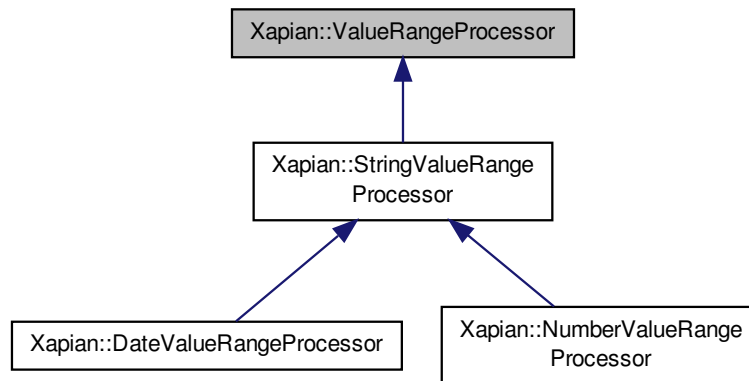 Xapian::ValueRangeProcessor
Xapian::StringValueRange
Processor
Xapian::DateValueRangeProcessor
Xapian::NumberValueRange
Processor